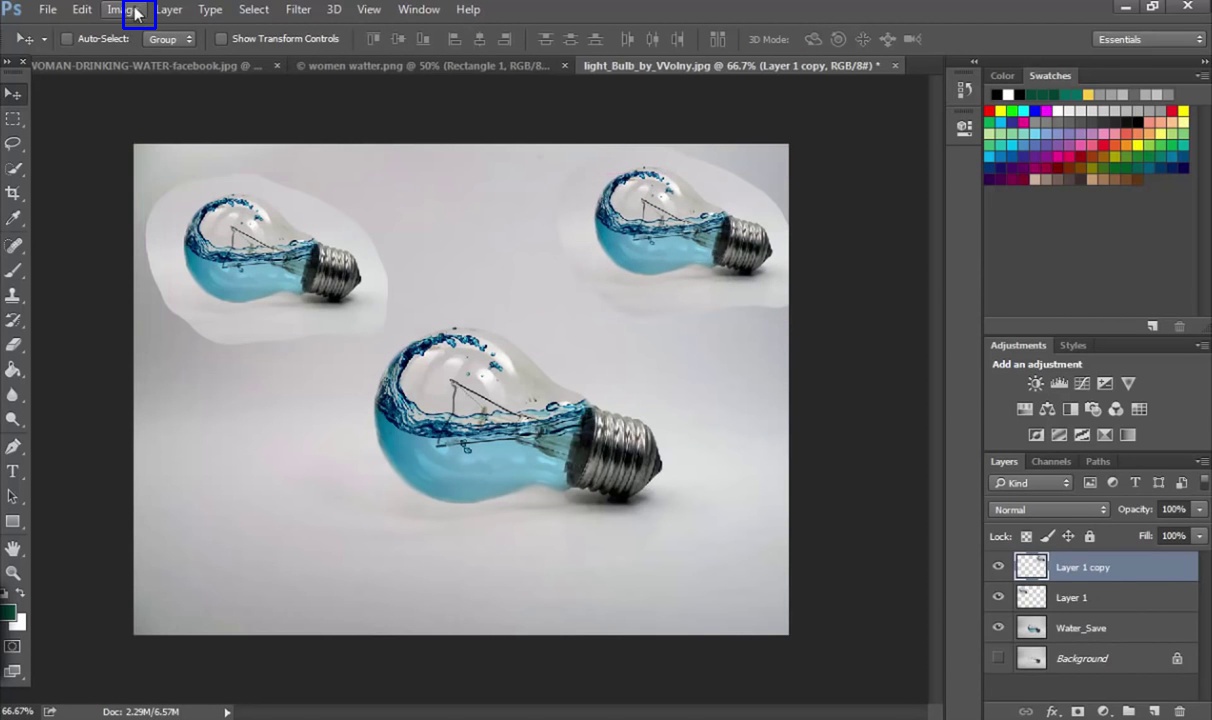 Ps File Edit Image Layer Type Select Filter 3D View Window Help
Auto-Select: Group Show Transform Controls 3D Mode: Essentials
WOMAN-DRINKING-WATER-facebook.jpg @ ... × © women watter.png @ 50% (Rectangle 1, RGB/8... × light_Bulb_by_VVolny.jpg @ 66.7% (Layer 1 copy, RGB/8#) * ×
Color Swatches
Adjustments Styles
Add an adjustment
Layers Channels Paths
Kind
Normal Opacity: 100%
Lock: Fill: 100%
Layer 1 copy
Layer 1
Water_Save
Background
66.67% Doc: 2.29M/6.57M